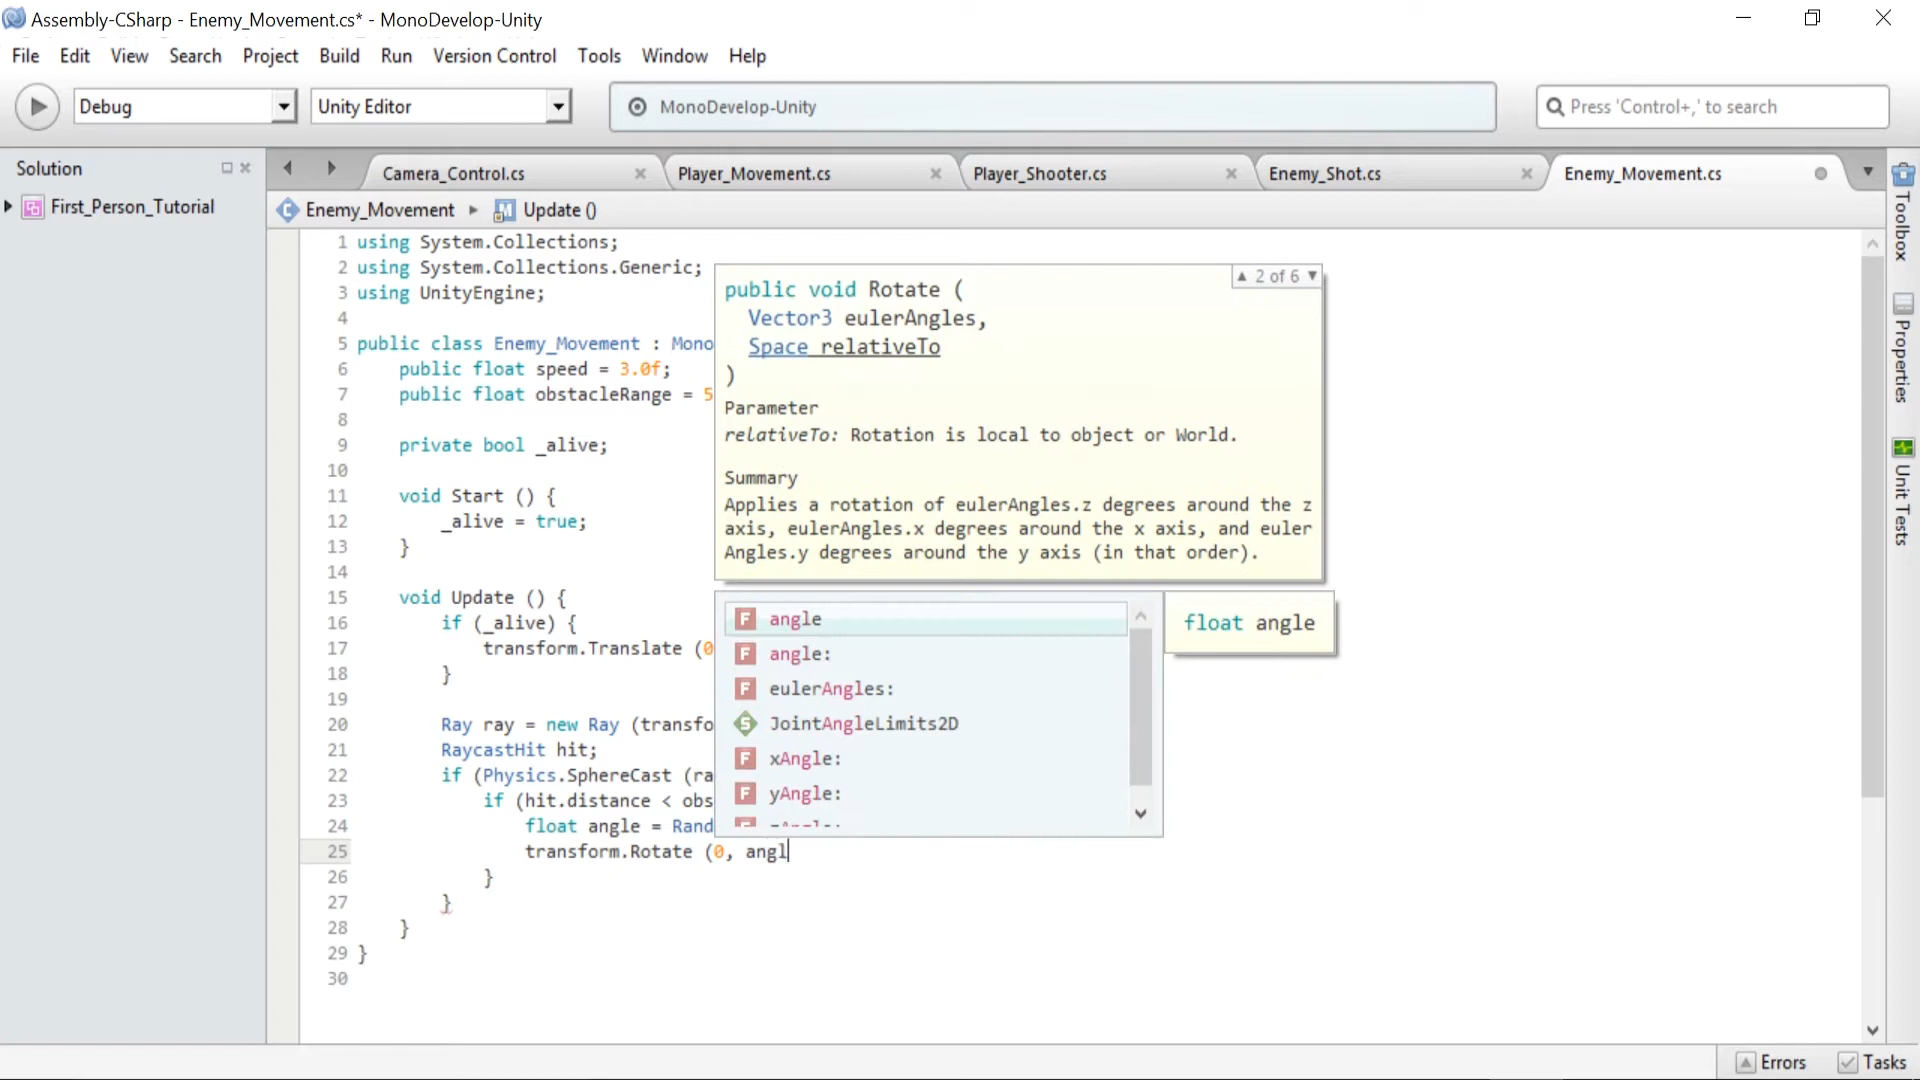 Assembly-CSharp - Enemy_Movement.cs* - MonoDevelop-Unity
File Edit View Search Project Build Run Version Control Tools Window Help
Debug Unity Editor MonoDevelop-Unity Press 'Control+,' to search
Solution
Camera_Control.cs Player_Movement.cs Player_Shooter.cs Enemy_Shot.cs Enemy_Movement.cs
First_Person_Tutorial
Enemy_Movement Update ()
1 using System.Collections;
2 using System.Collections.Generic;
3 using UnityEngine;
4
5 public class Enemy_Movement : Mono
6 public float speed = 3.0f;
7 public float obstacleRange = 5
8
9 private bool _alive;
10
11 void Start () {
12 _alive = true;
13 }
14
15 void Update () {
16 if (_alive) {
17 transform.Translate (0
18 }
19
20 Ray ray = new Ray (transfo
21 RaycastHit hit;
22 if (Physics.SphereCast (ra
23 if (hit.distance < obs
24 float angle = Rand
25 transform.Rotate (0, angl
26 }
27 }
28 }
29 }
30
2 of 6
public void Rotate (
Vector3 eulerAngles,
Space relativeTo
)
Parameter
relativeTo: Rotation is local to object or World.
Summary
Applies a rotation of eulerAngles.z degrees around the z
axis, eulerAngles.x degrees around the x axis, and euler
Angles.y degrees around the y axis (in that order).
F angle
F angle:
F eulerAngles:
S JointAngleLimits2D
F xAngle:
F yAngle:
float angle
Toolbox
Properties
Unit Tests
Errors Tasks